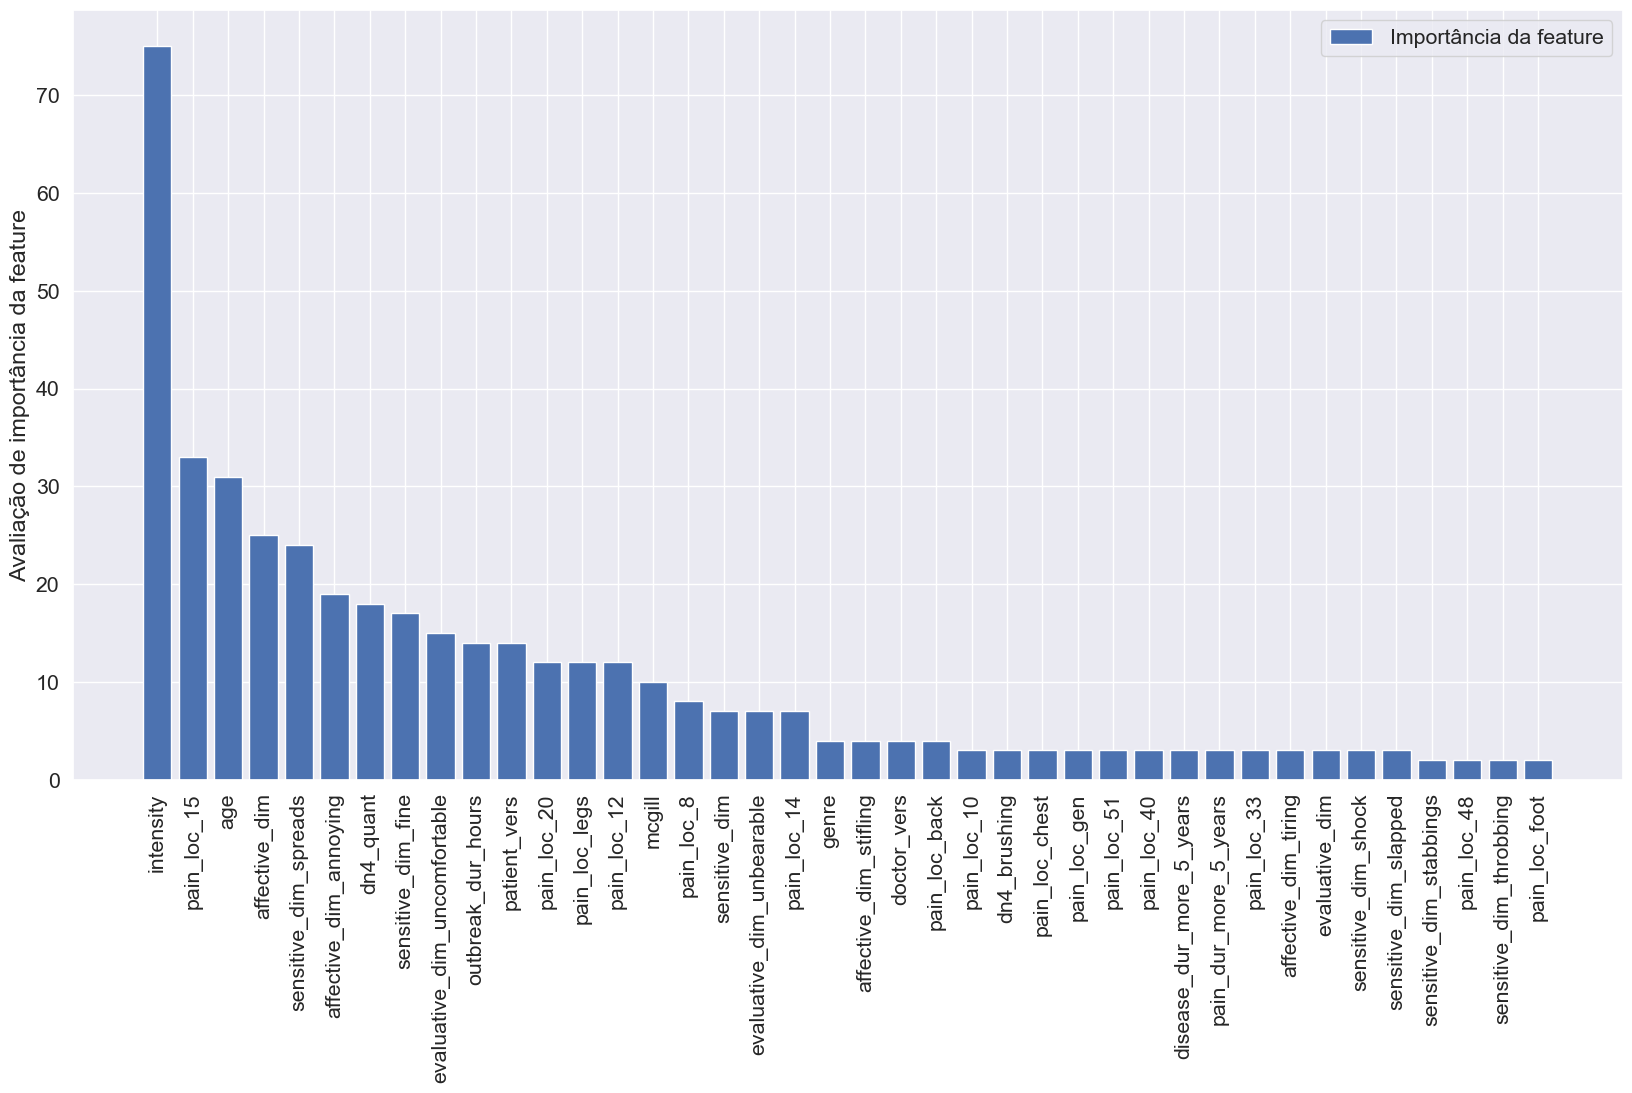 Importância da feature
Avaliação de importância da feature
70
60
50
40
30
20
10
0
intensity
pain_loc_15
age
affective_dim
sensitive_dim_spreads
affective_dim_annoying
dn4_quant
sensitive_dim_fine
evaluative_dim_uncomfortable
outbreak_dur_hours
patient_vers
pain_loc_20
pain_loc_legs
pain_loc_12
mcgill
pain_loc_8
sensitive_dim
evaluative_dim_unbearable
pain_loc_14
genre
affective_dim_stifling
doctor_vers
pain_loc_back
pain_loc_10
dn4_brushing
pain_loc_chest
pain_loc_gen
pain_loc_51
pain_loc_40
disease_dur_more_5_years
pain_dur_more_5_years
pain_loc_33
affective_dim_tiring
evaluative_dim
sensitive_dim_shock
sensitive_dim_slapped
sensitive_dim_stabbings
pain_loc_48
sensitive_dim_throbbing
pain_loc_foot